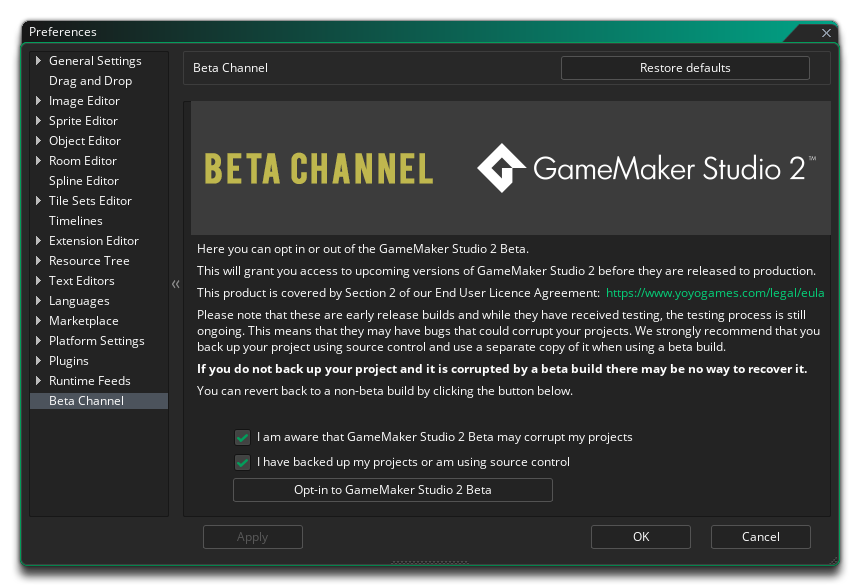 Preferences
General Settings
Drag and Drop
Image Editor
Sprite Editor
Object Editor
Room Editor
Spline Editor
Tile Sets Editor
Timelines
Extension Editor
Resource Tree
Text Editors
Languages
Marketplace
Platform Settings
Plugins
Runtime Feeds
Beta Channel
Beta Channel
Restore defaults
BETA CHANNEL
GameMaker Studio 2™
Here you can opt in or out of the GameMaker Studio 2 Beta.
This will grant you access to upcoming versions of GameMaker Studio 2 before they are released to production.
This product is covered by Section 2 of our End User Licence Agreement: https://www.yoyogames.com/legal/eula
Please note that these are early release builds and while they have received testing, the testing process is still
ongoing. This means that they may have bugs that could corrupt your projects. We strongly recommend that you
back up your project using source control and use a separate copy of it when using a beta build.
If you do not back up your project and it is corrupted by a beta build there may be no way to recover it.
You can revert back to a non-beta build by clicking the button below.
I am aware that GameMaker Studio 2 Beta may corrupt my projects
I have backed up my projects or am using source control
Opt-in to GameMaker Studio 2 Beta
Apply
OK
Cancel